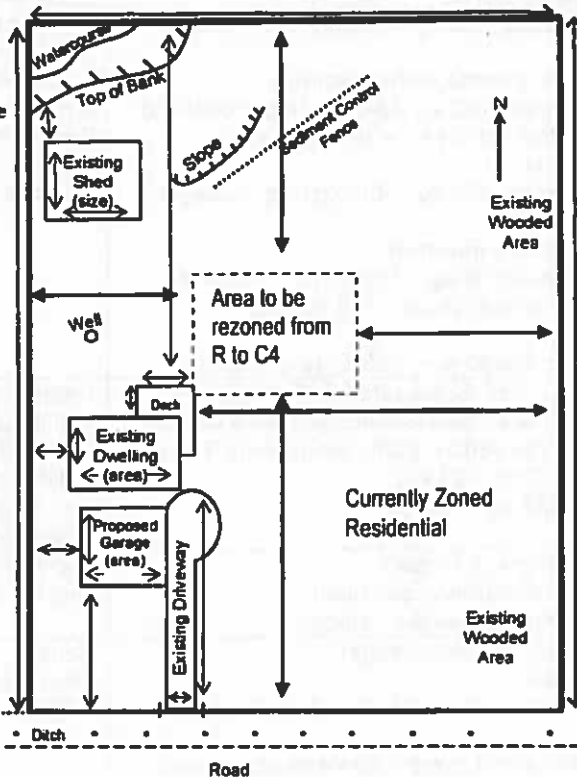 Watercourse
Top of Bank
Slope
Sediment Control
Fence
N
Existing
Shed
(size)
Existing
Wooded
Area
Well
Area to be
rezoned from
R to C4
Deck
Existing
Dwelling
(area)
Currently Zoned
Residential
Proposed
Garage
(area)
Existing Driveway
Existing
Wooded
Area
Ditch
Road